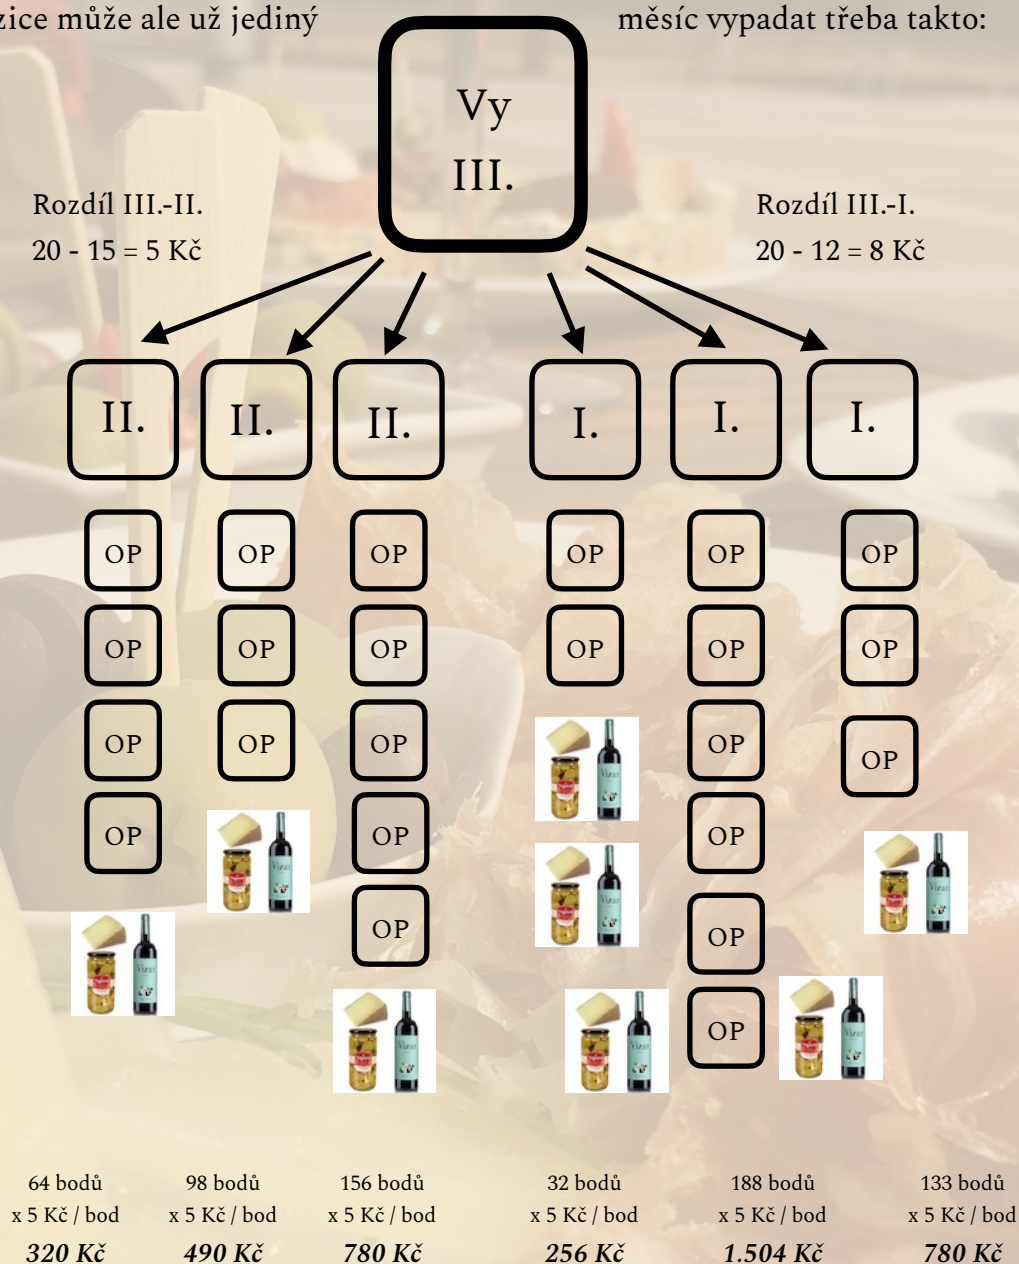 zice může ale už jediný měsíc vypadat třeba takto:
Vy
III.
Rozdíl III.-II.
20 - 15 = 5 Kč
Rozdíl III.-I.
20 - 12 = 8 Kč
II. II. II. I. I. I.
OP OP OP OP OP OP
OP OP OP OP OP OP
OP OP OP OP OP
OP OP OP
OP OP
OP
64 bodů
x 5 Kč / bod
320 Kč
98 bodů
x 5 Kč / bod
490 Kč
156 bodů
x 5 Kč / bod
780 Kč
32 bodů
x 5 Kč / bod
256 Kč
188 bodů
x 5 Kč / bod
1.504 Kč
133 bodů
x 5 Kč / bod
780 Kč